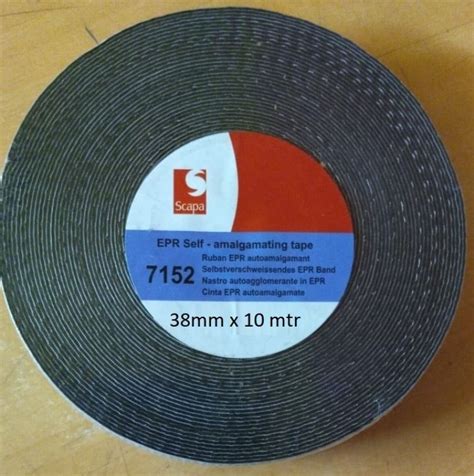 Scapa
EPR Self - amalgamating tape
7152
Ruban EPR autoamalgamant
Selbstverschweissendes EPR Band
Nastro autoagglomerante in EPR
Cinta EPR autoamalgamate
38mm x 10 mtr